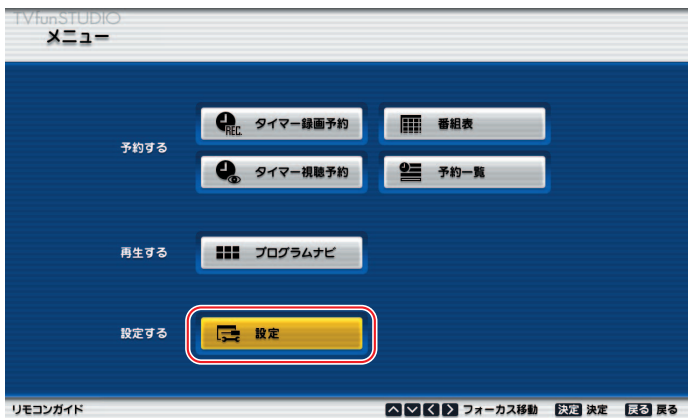 TVfunSTUDIO
メニュー
予約する
REC. タイマー録画予約
番組表
タイマー視聴予約
予約一覧
再生する
プログラムナビ
設定する
設定
リモコンガイド
フォーカス移動 決定 決定 戻る 戻る